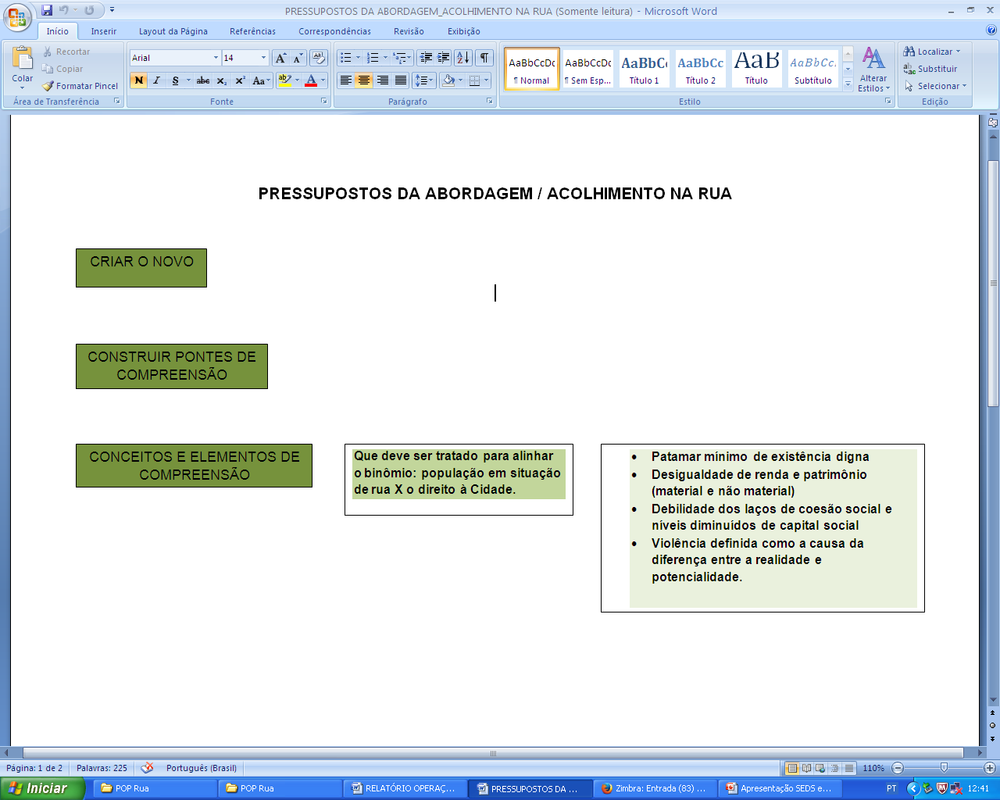 PRESSUPOSTOS DA ABORDAGEM_ACOLHIMENTO NA RUA (Somente leitura) - Microsoft Word
Início Inserir Layout da Página Referências Correspondências Revisão Exibição
Colar
Recortar
Copiar
Formatar Pincel
Área de Transferência
Arial 14
N I S abc x₂ x² Aa ab A
Fonte
Parágrafo
AaBbCcDc AaBbCcDc AaBbC AaBbCc AaB AaBbCc.
¶ Normal ¶ Sem Esp... Título 1 Título 2 Título Subtítulo
Estilo
Alterar
Estilos
Localizar
Substituir
Selecionar
Edição
PRESSUPOSTOS DA ABORDAGEM / ACOLHIMENTO NA RUA
CRIAR O NOVO
CONSTRUIR PONTES DE
COMPREENSÃO
CONCEITOS E ELEMENTOS DE
COMPREENSÃO
Que deve ser tratado para alinhar
o binômio: população em situação
de rua X o direito à Cidade.
• Patamar mínimo de existência digna
• Desigualdade de renda e patrimônio
(material e não material)
• Debilidade dos laços de coesão social e
níveis diminuídos de capital social
• Violência definida como a causa da
diferença entre a realidade e
potencialidade.
Página: 1 de 2 Palavras: 225 Português (Brasil) 110%
Iniciar POP Rua POP Rua RELATÓRIO OPERAÇ... PRESSUPOSTOS DA ... Zimbra: Entrada (83) ... Apresentação SEDS e... PT 12:41